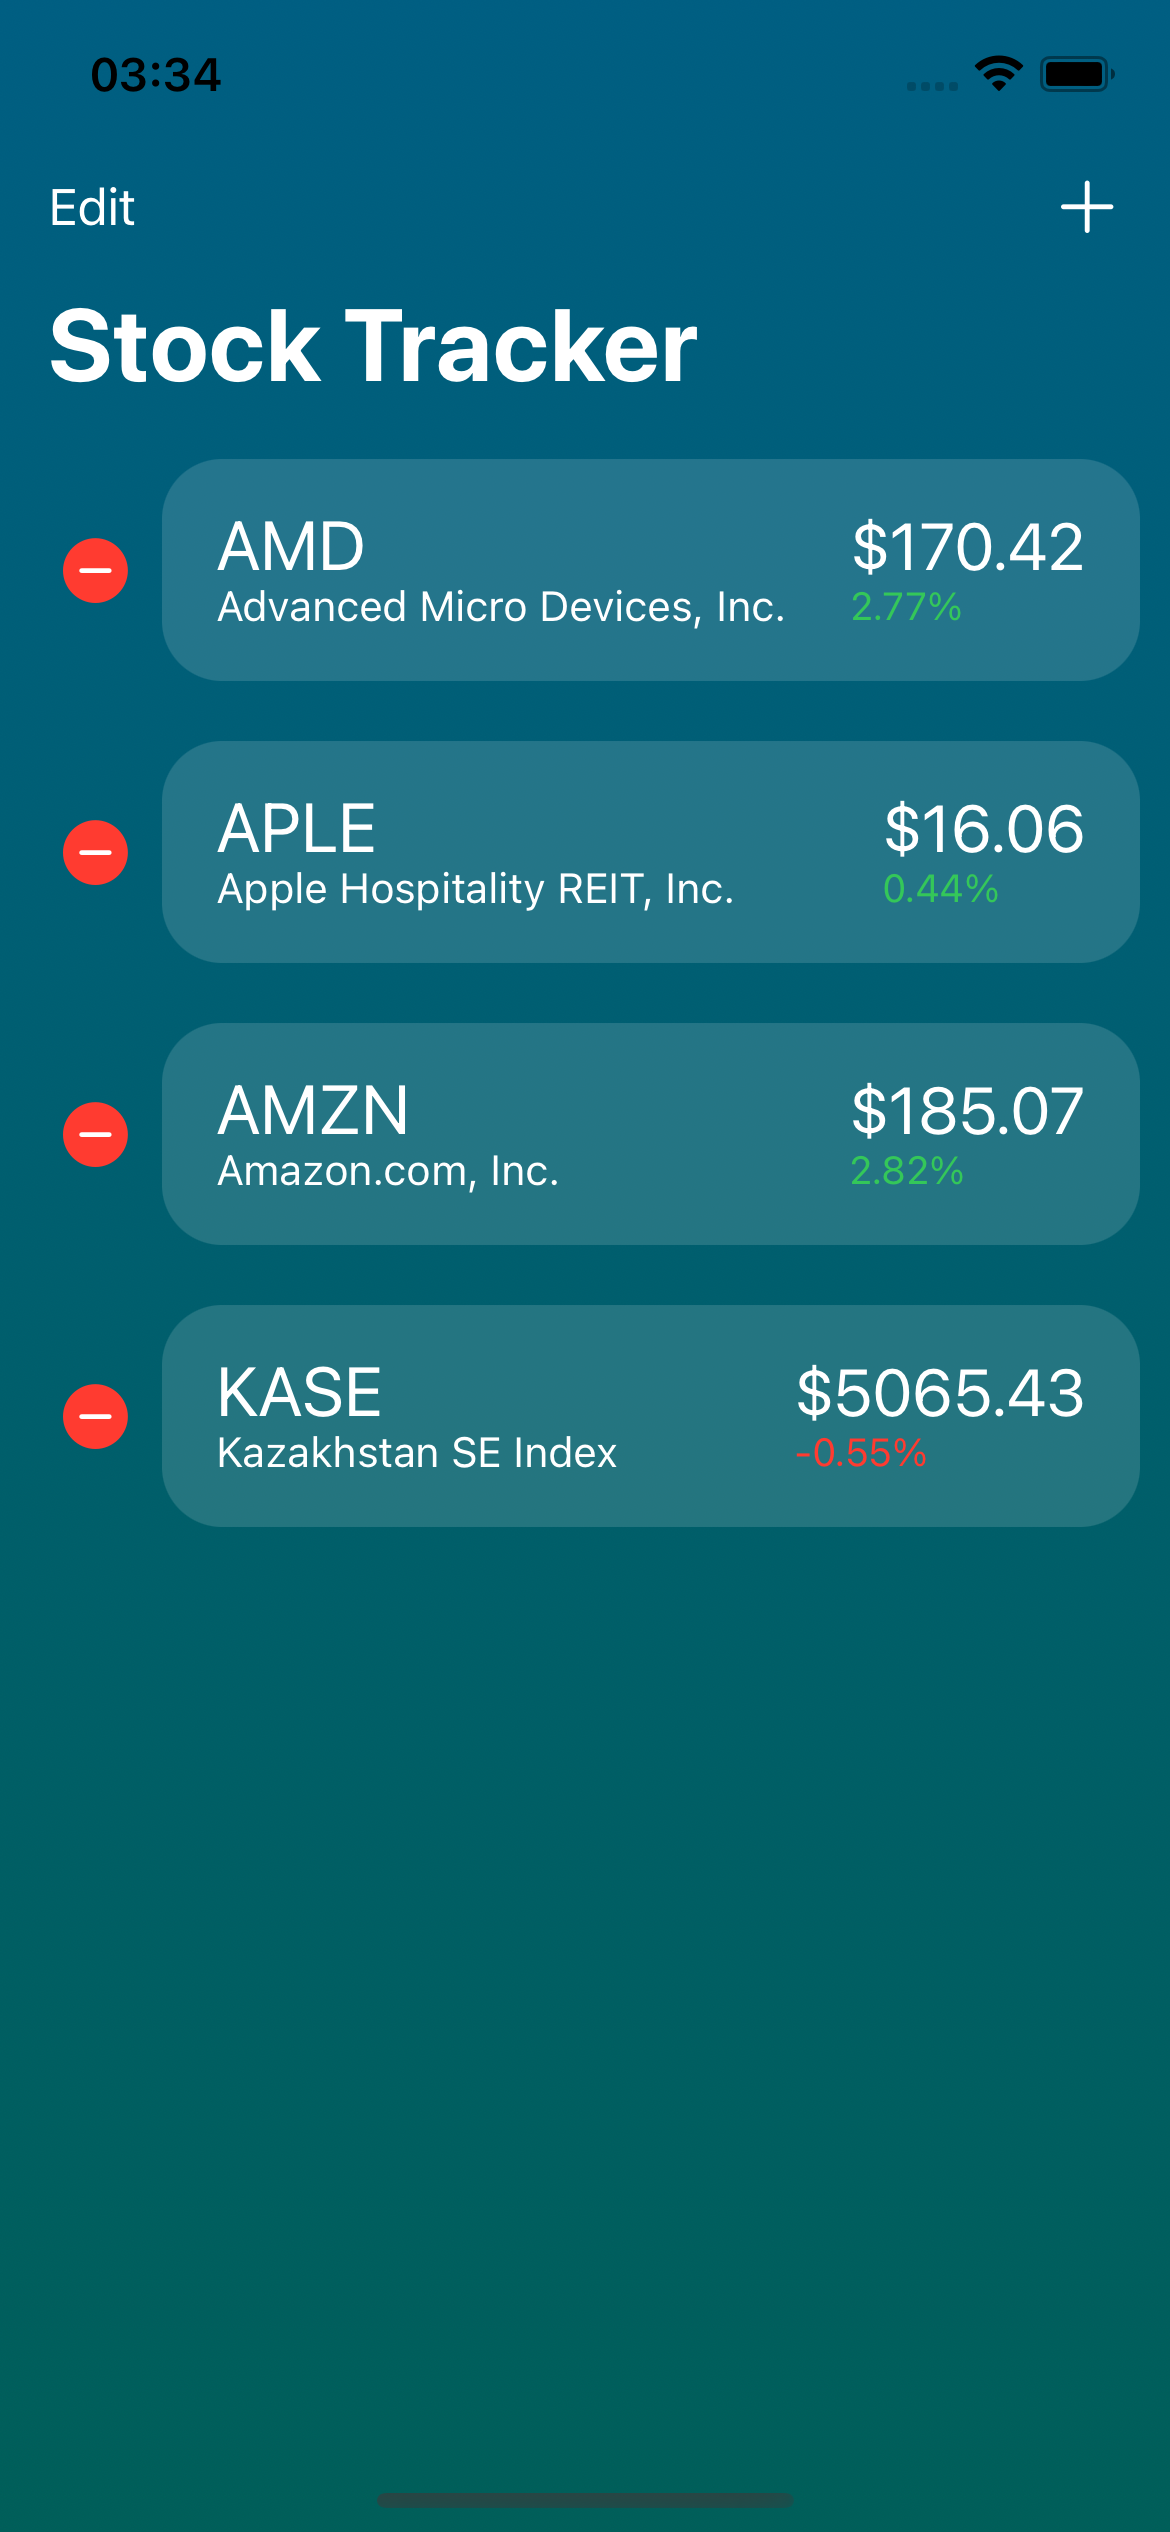 03:34
Edit
Stock Tracker
AMD
$170.42
Advanced Micro Devices, Inc.
2.77%
APLE
$16.06
Apple Hospitality REIT, Inc.
0.44%
AMZN
$185.07
Amazon.com, Inc.
2.82%
KASE
$5065.43
Kazakhstan SE Index
-0.55%